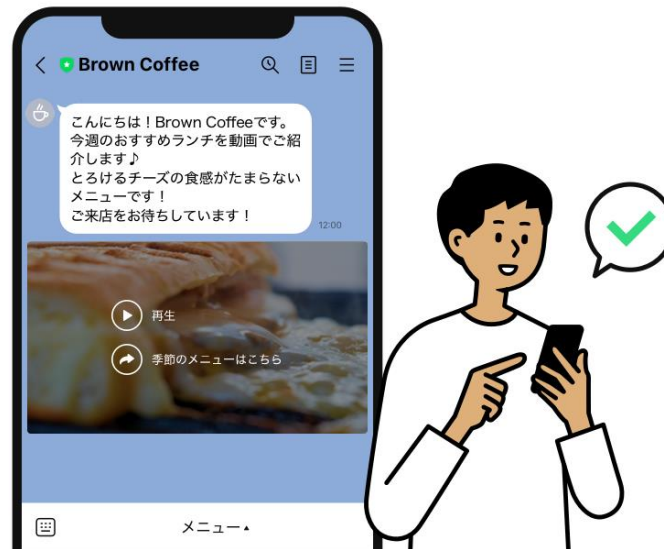 Brown Coffee
こんにちは！Brown Coffeeです。
今週のおすすめランチを動画でご紹
介します♪
とろけるチーズの食感がたまらない
メニューです！
ご来店をお待ちしています！
12:00
再生
季節のメニューはこちら
メニュー▴